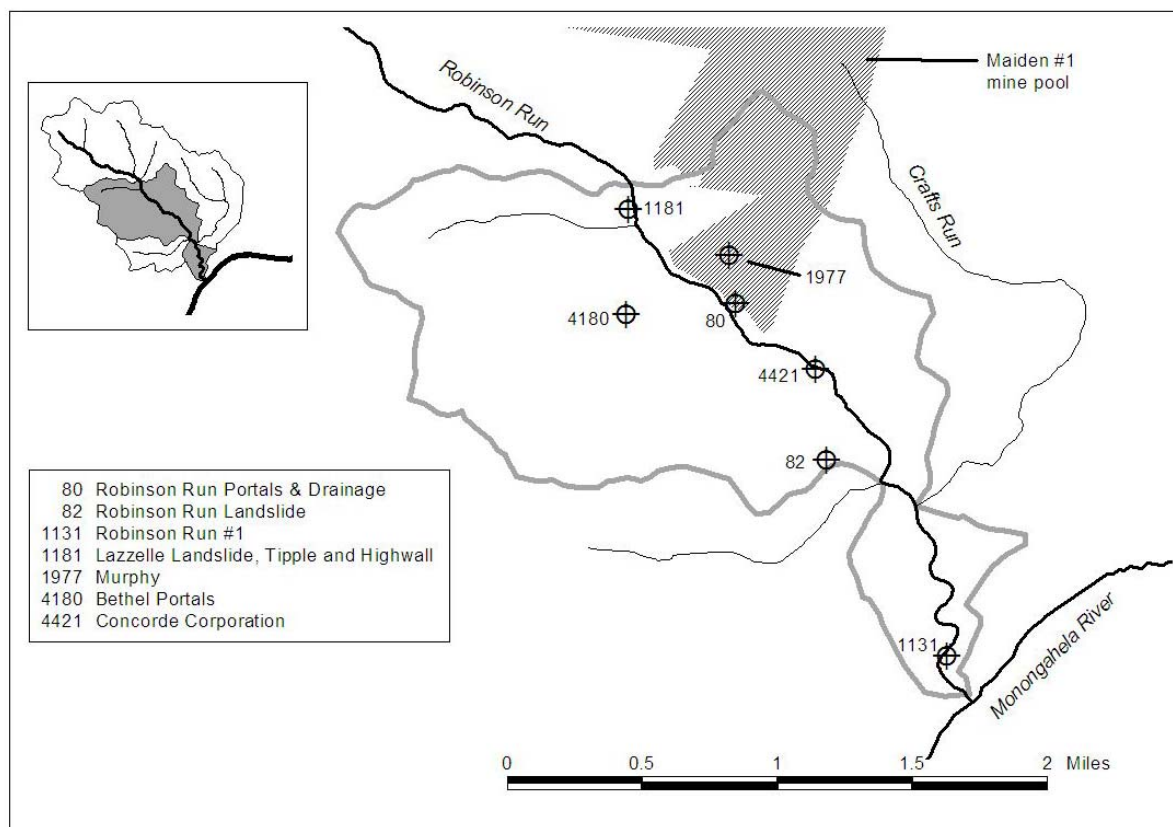 Robinson Run
Maiden #1
mine pool
Crafts Run
1181
1977
4180
80
4421
82
80 Robinson Run Portals & Drainage
82 Robinson Run Landslide
1131 Robinson Run #1
1181 Lazzelle Landslide, Tipple and Highwall
1977 Murphy
4180 Bethel Portals
4421 Concorde Corporation
1131
Monongahela River
0 0.5 1 1.5 2 Miles